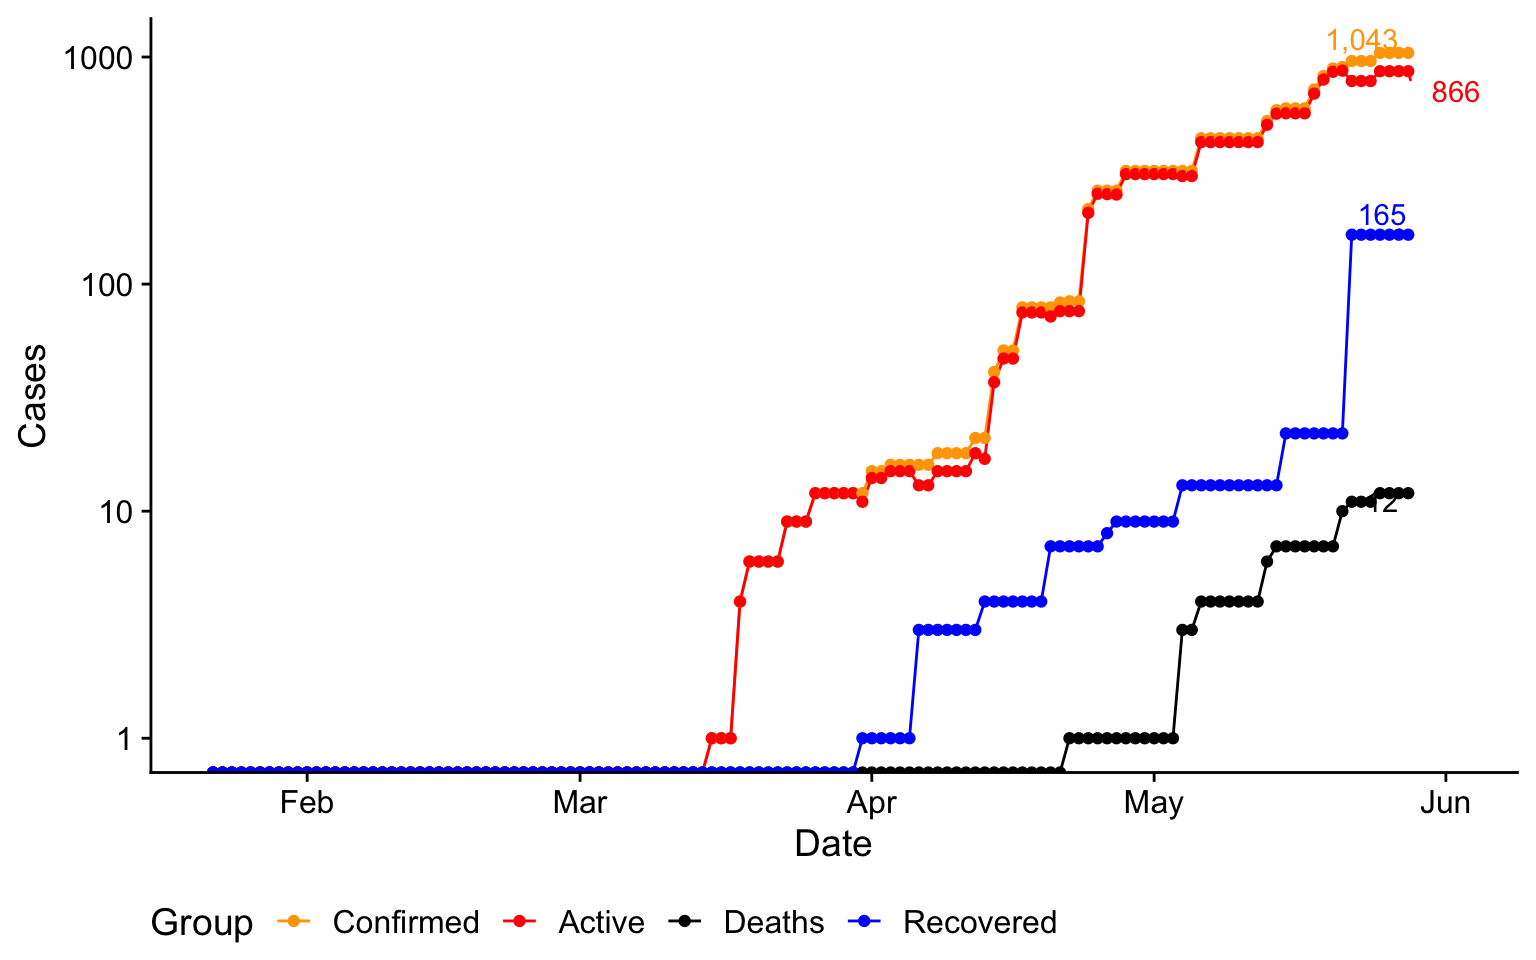 1,043
1000
866
165
100
Cases
12
10
1
Feb Mar Apr May Jun
Date
Group Confirmed Active Deaths Recovered